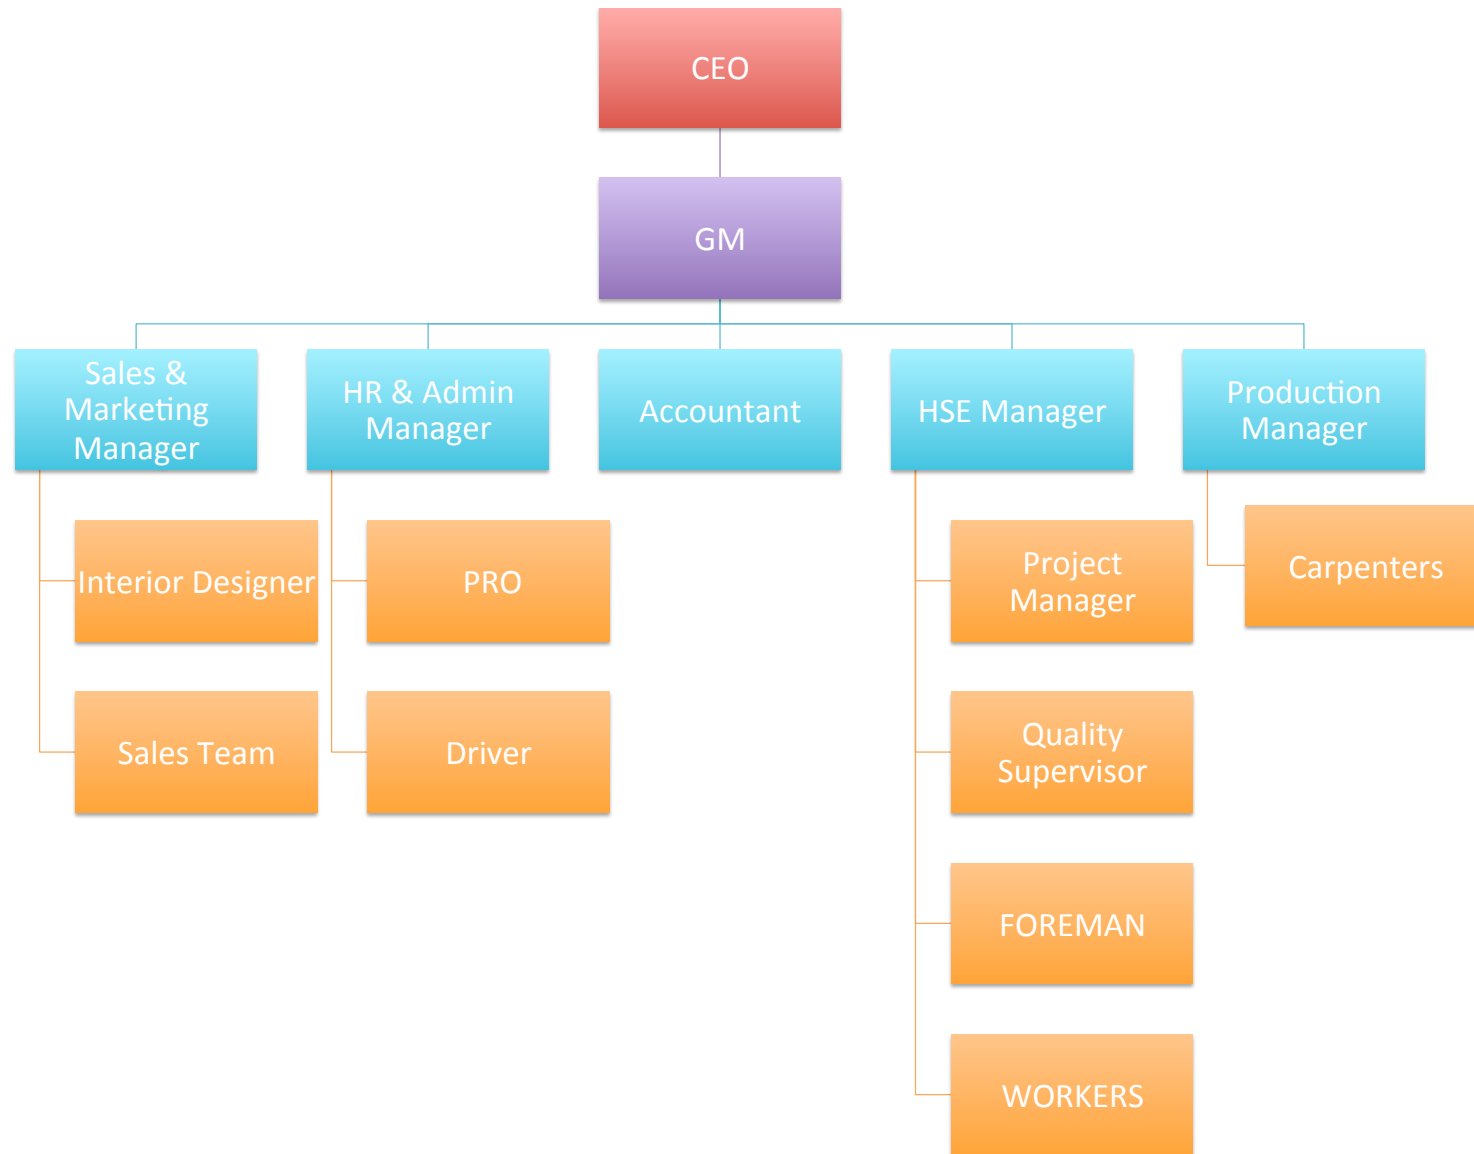 CEO
GM
Sales &
Marketing
Manager
HR & Admin
Manager
Accountant
HSE Manager
Production
Manager
Interior Designer
PRO
Project
Manager
Carpenters
Sales Team
Driver
Quality
Supervisor
FOREMAN
WORKERS